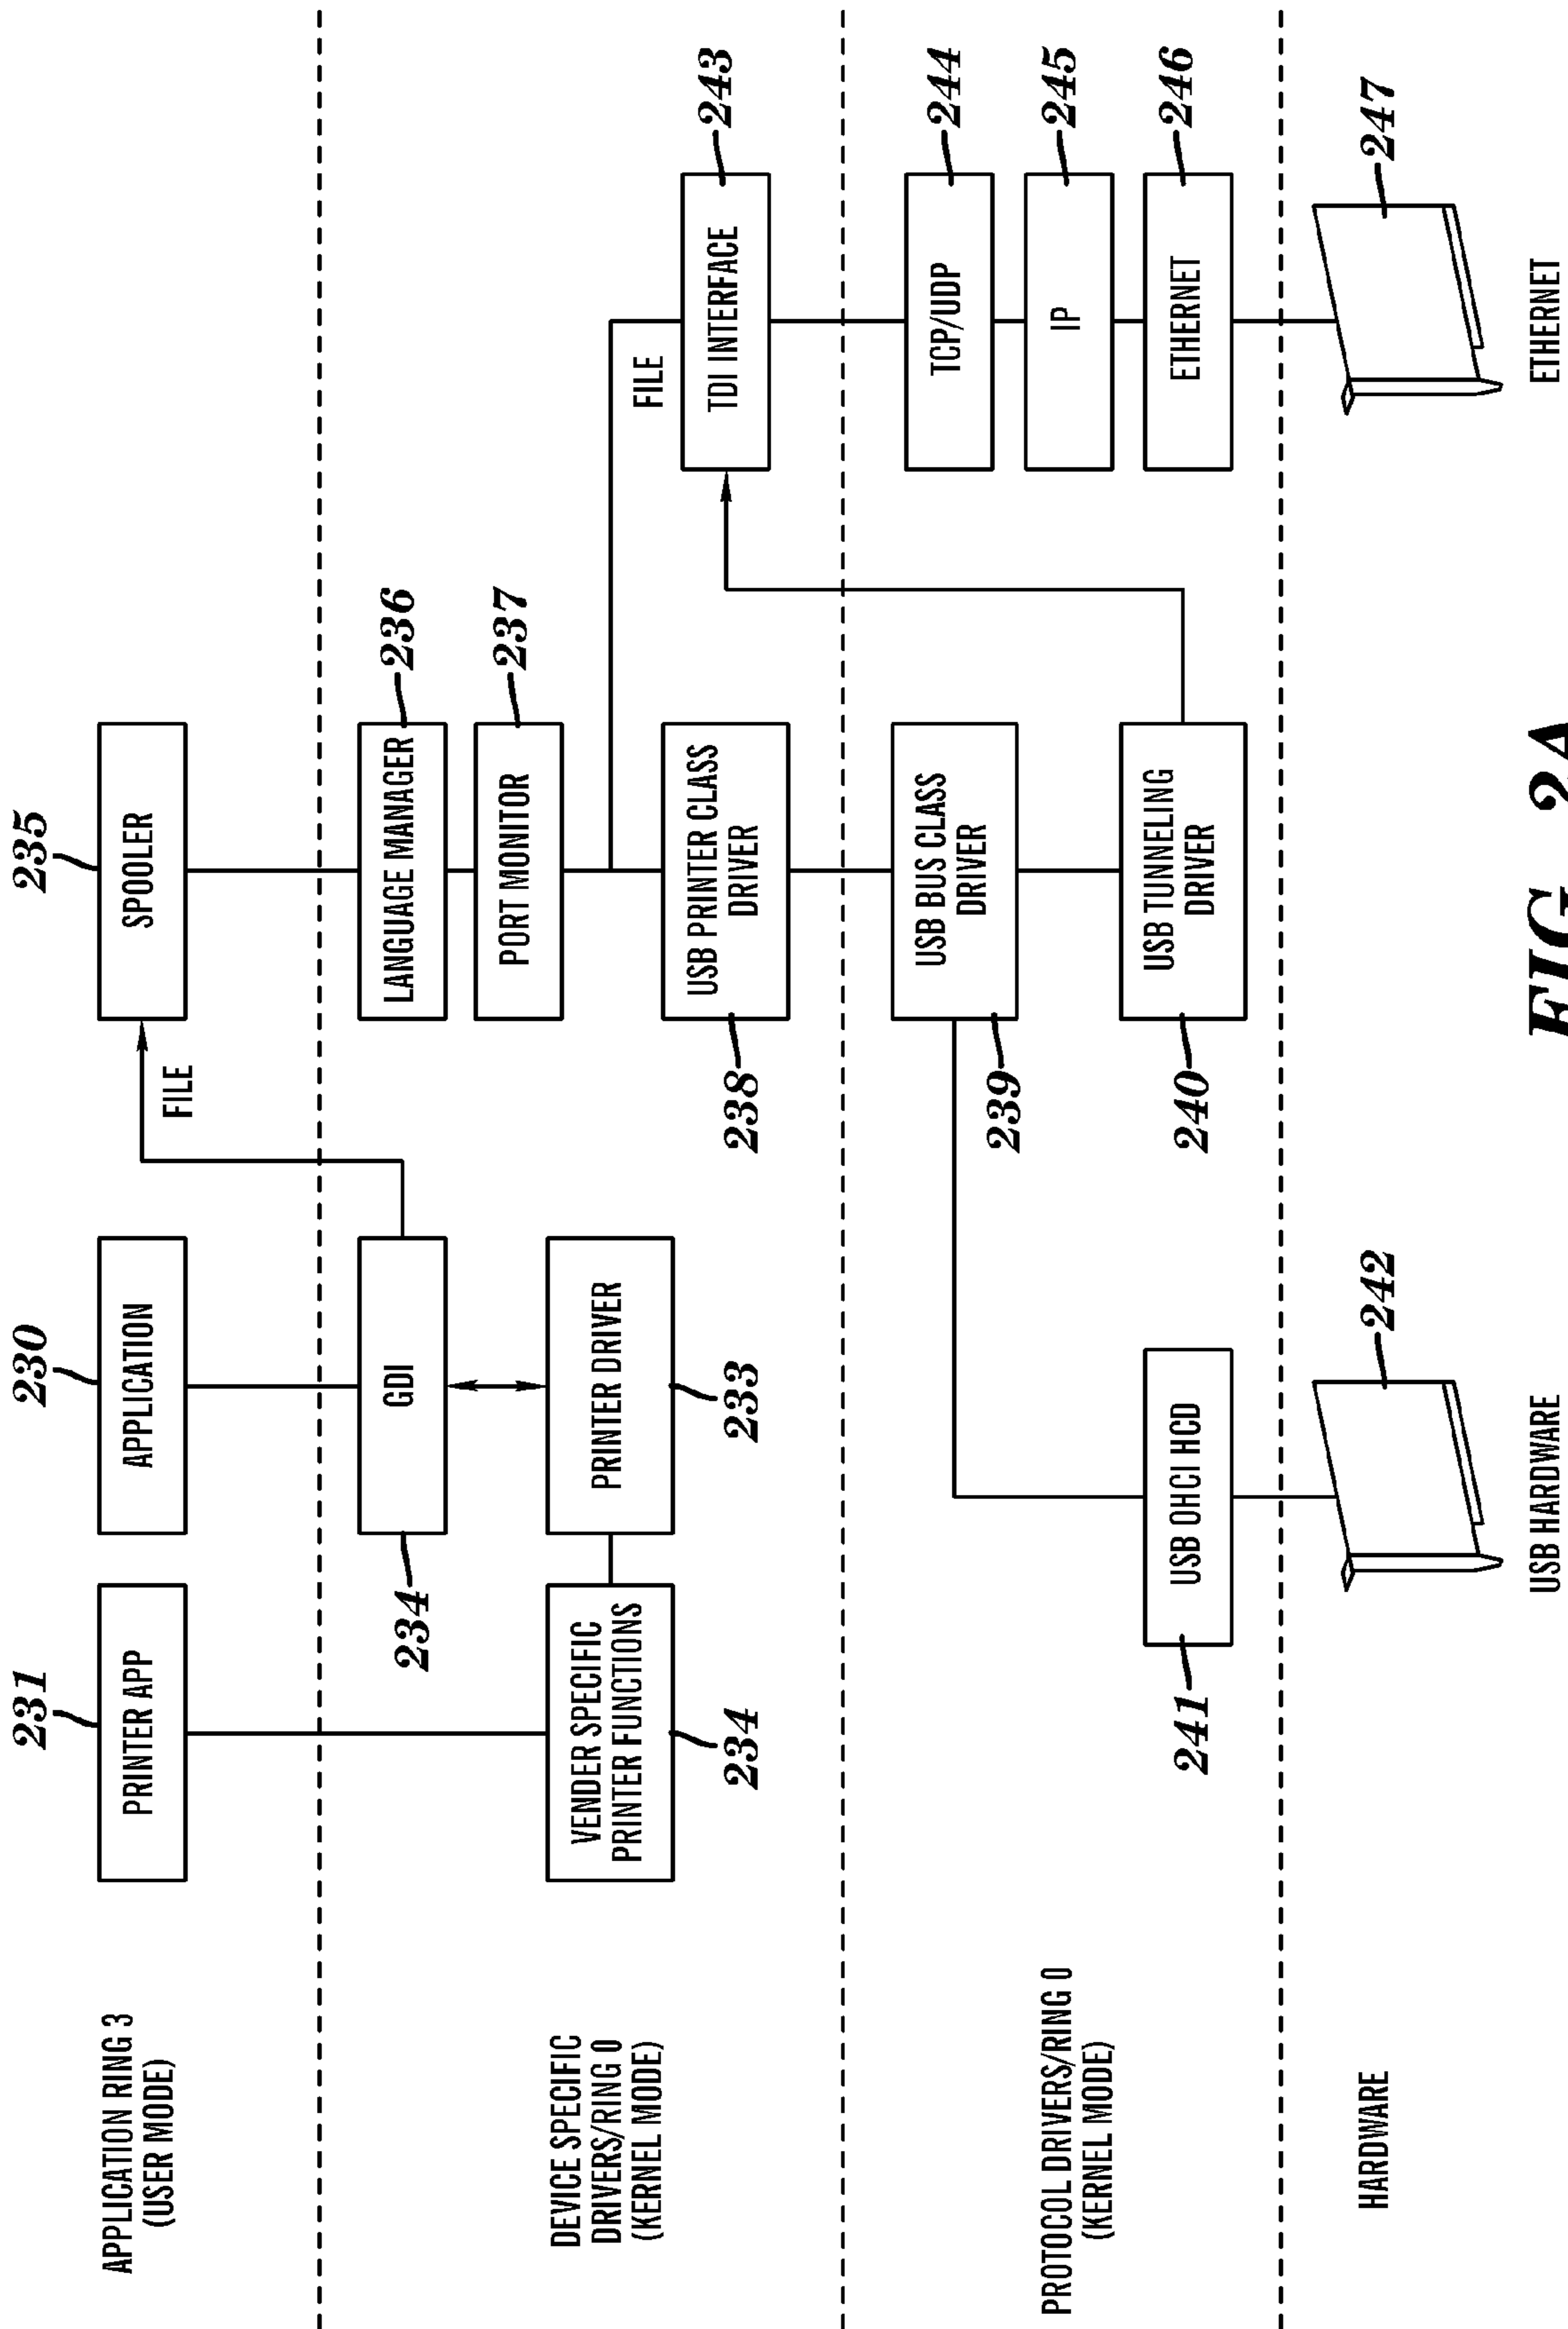 APPLICATION RING 3
(USER MODE)
231
PRINTER APP
230
APPLICATION
235
SPOOLER
FILE
DEVICE SPECIFIC
DRIVERS/RING 0
(KERNEL MODE)
GDI
234
LANGUAGE MANAGER
236
PORT MONITOR
237
VENDER SPECIFIC
PRINTER FUNCTIONS
234
PRINTER DRIVER
233
USB PRINTER CLASS
DRIVER
238
FILE
TDI INTERFACE
243
PROTOCOL DRIVERS/RING 0
(KERNEL MODE)
USB BUS CLASS
DRIVER
239
TCP/UDP
244
IP
245
USB OHCI HCD
241
USB TUNNELING
DRIVER
240
ETHERNET
246
HARDWARE
242
USB HARDWARE
247
ETHERNET
FIG. 2A